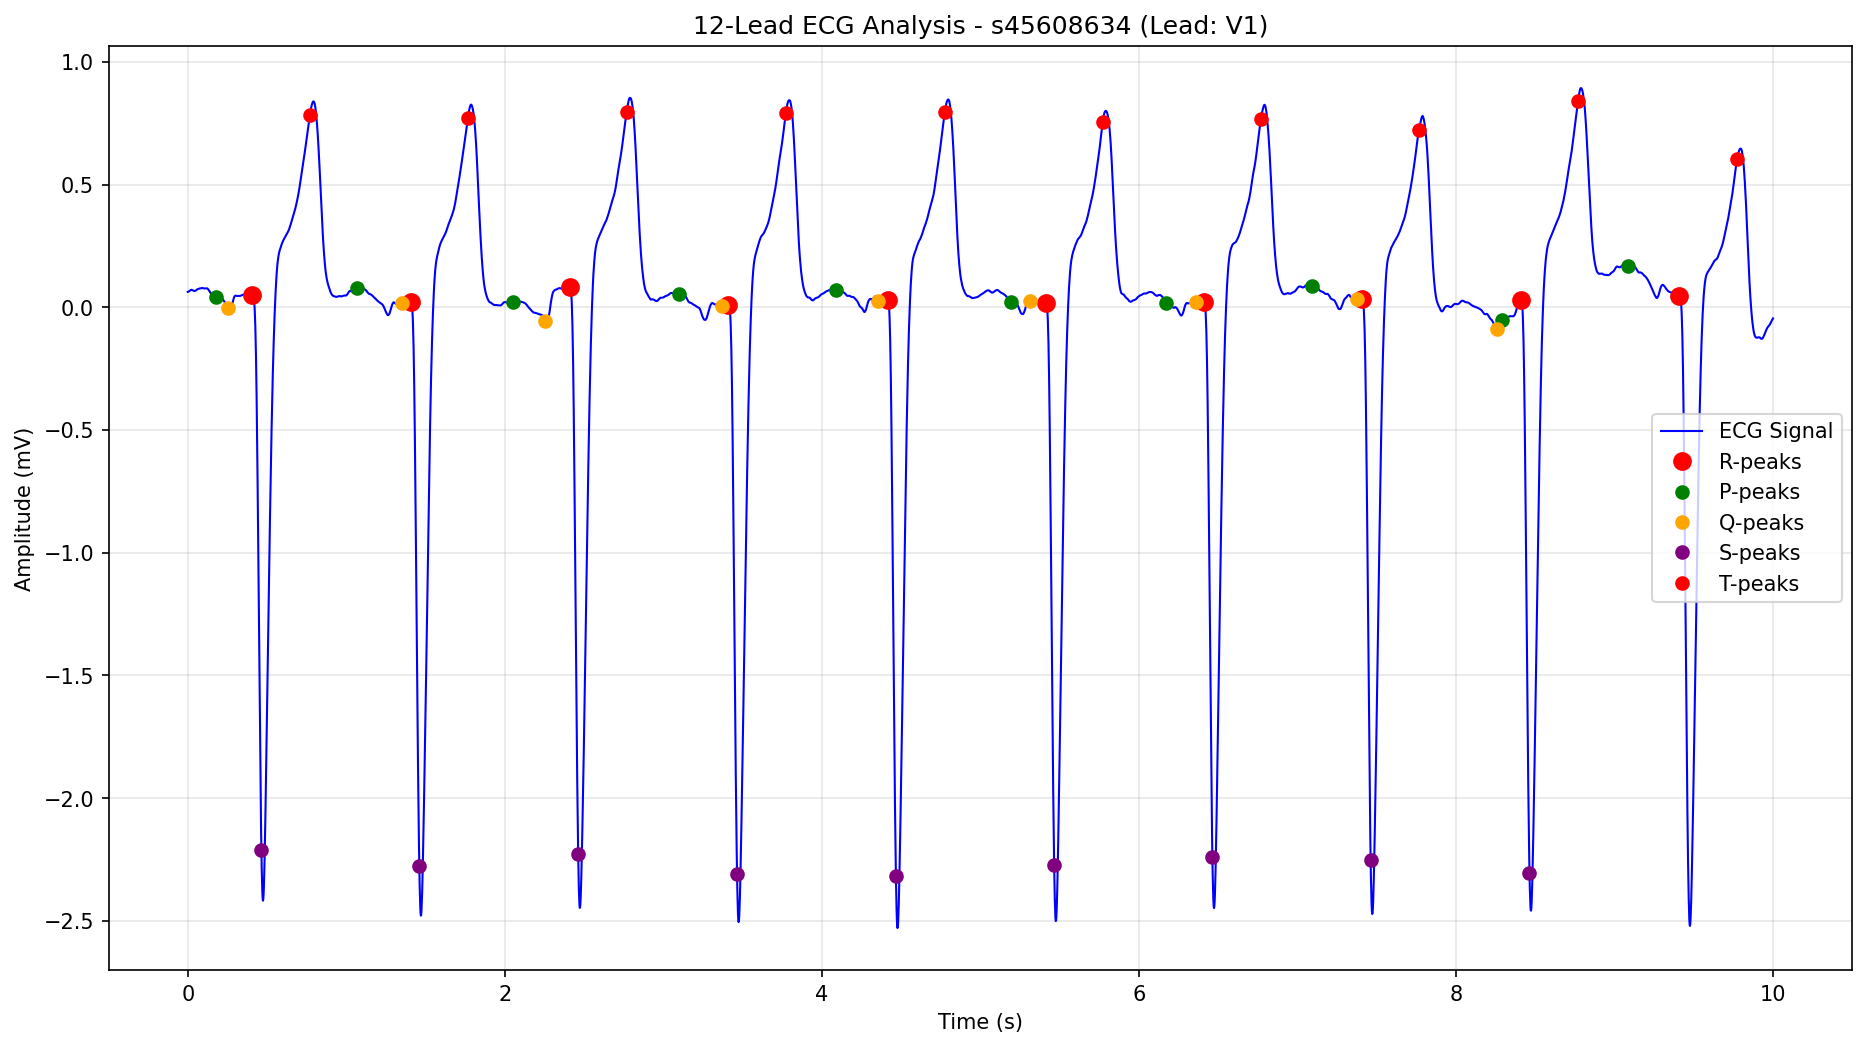 12-Lead ECG Analysis - s45608634 (Lead: V1)
1.0
0.5
0.0
−0.5
−1.0
−1.5
−2.0
−2.5
Amplitude (mV)
ECG Signal
R-peaks
P-peaks
Q-peaks
S-peaks
T-peaks
0
2
4
6
8
10
Time (s)